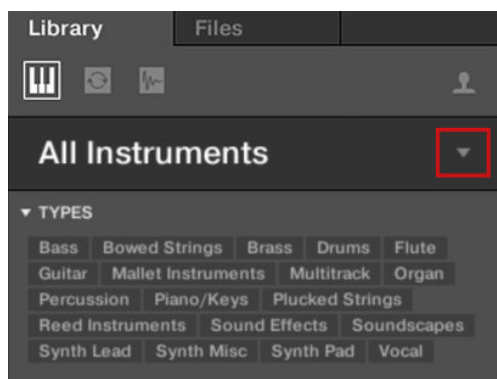 Library Files
All Instruments
TYPES
Bass Bowed Strings Brass Drums Flute
Guitar Mallet Instruments Multitrack Organ
Percussion Piano/Keys Plucked Strings
Reed Instruments Sound Effects Soundscapes
Synth Lead Synth Misc Synth Pad Vocal